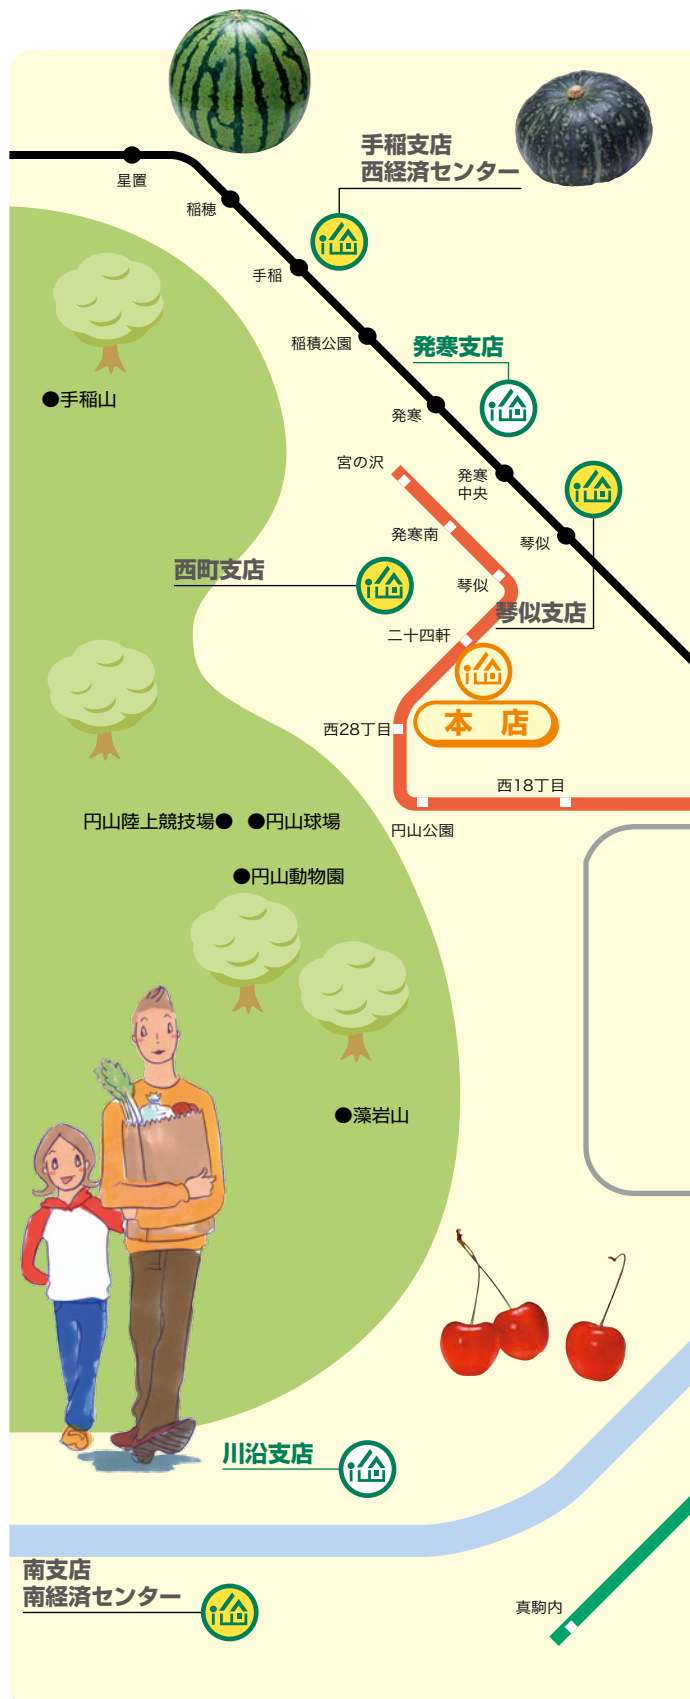 手稲支店
西経済センター
星置
稲穂
手稲
稲積公園
発寒支店
●手稲山
発寒
宮の沢
発寒
中央
発寒南
琴似
西町支店
琴似
琴似支店
二十四軒
本　店
西28丁目
西18丁目
円山陸上競技場●　●円山球場
円山公園
●円山動物園
●藻岩山
川沿支店
南支店
南経済センター
真駒内